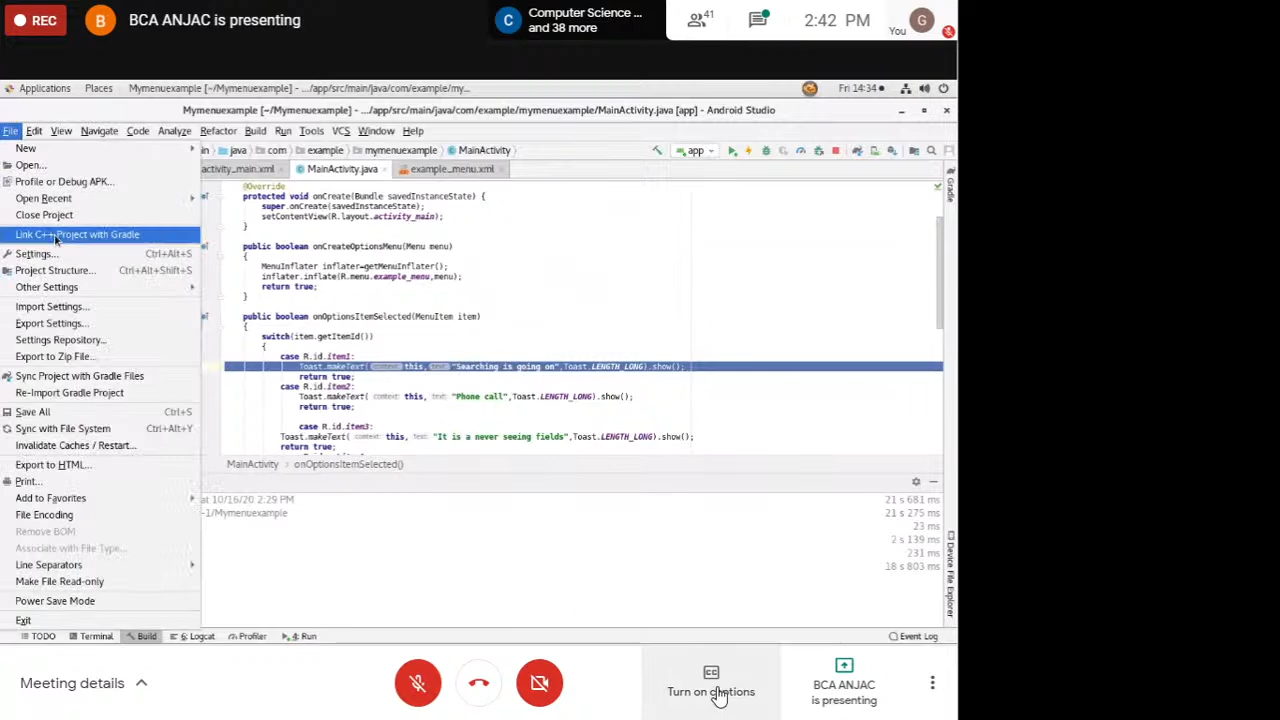 REC
B
BCA ANJAC is presenting
C
Computer Science ...
and 38 more
41
2:42 PM
You
G
Applications Places Mymenuexample [~/Mymenuexample] - .../app/src/main/java/com/example/my... Fri 14:34
Mymenuexample [~/Mymenuexample] - .../app/src/main/java/com/example/mymenuexample/MainActivity.java [app] - Android Studio
File Edit View Navigate Code Analyze Refactor Build Run Tools VCS Window Help
in java com example mymenuexample MainActivity app
activity_main.xml MainActivity.java example_menu.xml
New
Open...
Profile or Debug APK...
Open Recent
Close Project
Link C++ Project with Gradle
Settings... Ctrl+Alt+S
Project Structure... Ctrl+Alt+Shift+S
Other Settings
Import Settings...
Export Settings...
Settings Repository...
Export to Zip File...
Sync Project with Gradle Files
Re-Import Gradle Project
Save All Ctrl+S
Sync with File System Ctrl+Alt+Y
Invalidate Caches / Restart...
Export to HTML...
Print...
Add to Favorites
File Encoding
Remove BOM
Associate with File Type...
Line Separators
Make File Read-only
Power Save Mode
Exit
@Override
protected void onCreate(Bundle savedInstanceState) {
super.onCreate(savedInstanceState);
setContentView(R.layout.activity_main);
}
public boolean onCreateOptionsMenu(Menu menu)
{
MenuInflater inflater=getMenuInflater();
inflater.inflate(R.menu.example_menu,menu);
return true;
}
public boolean onOptionsItemSelected(MenuItem item)
{
switch(item.getItemId())
{
case R.id.item1:
Toast.makeText( context: this, text: "Searching is going on",Toast.LENGTH_LONG).show();
return true;
case R.id.item2:
Toast.makeText( context: this, text: "Phone call",Toast.LENGTH_LONG).show();
return true;
case R.id.item3:
Toast.makeText( context: this, text: "It is a never seeing fields",Toast.LENGTH_LONG).show();
return true;
MainActivity onOptionsItemSelected()
at 10/16/20 2:29 PM 21 s 681 ms
-1/Mymenuexample 21 s 275 ms
23 ms
2 s 139 ms
231 ms
18 s 803 ms
Gradle
Device File Explorer
TODO Terminal Build 6: Logcat Profiler 4: Run Event Log
Meeting details
CC
Turn on captions
BCA ANJAC
is presenting